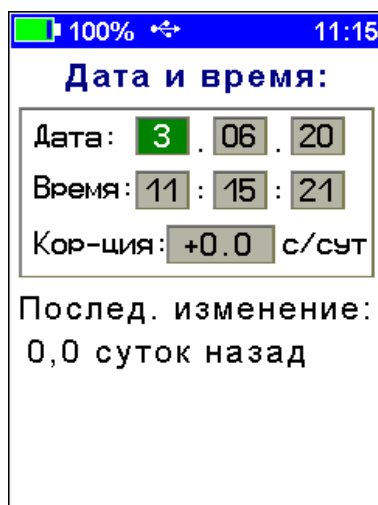 100% 11:15
Дата и время:
Дата: 3 . 06 . 20
Время: 11 : 15 : 21
Кор-ция: +0.0 с/сут
Послед. изменение:
0,0 суток назад